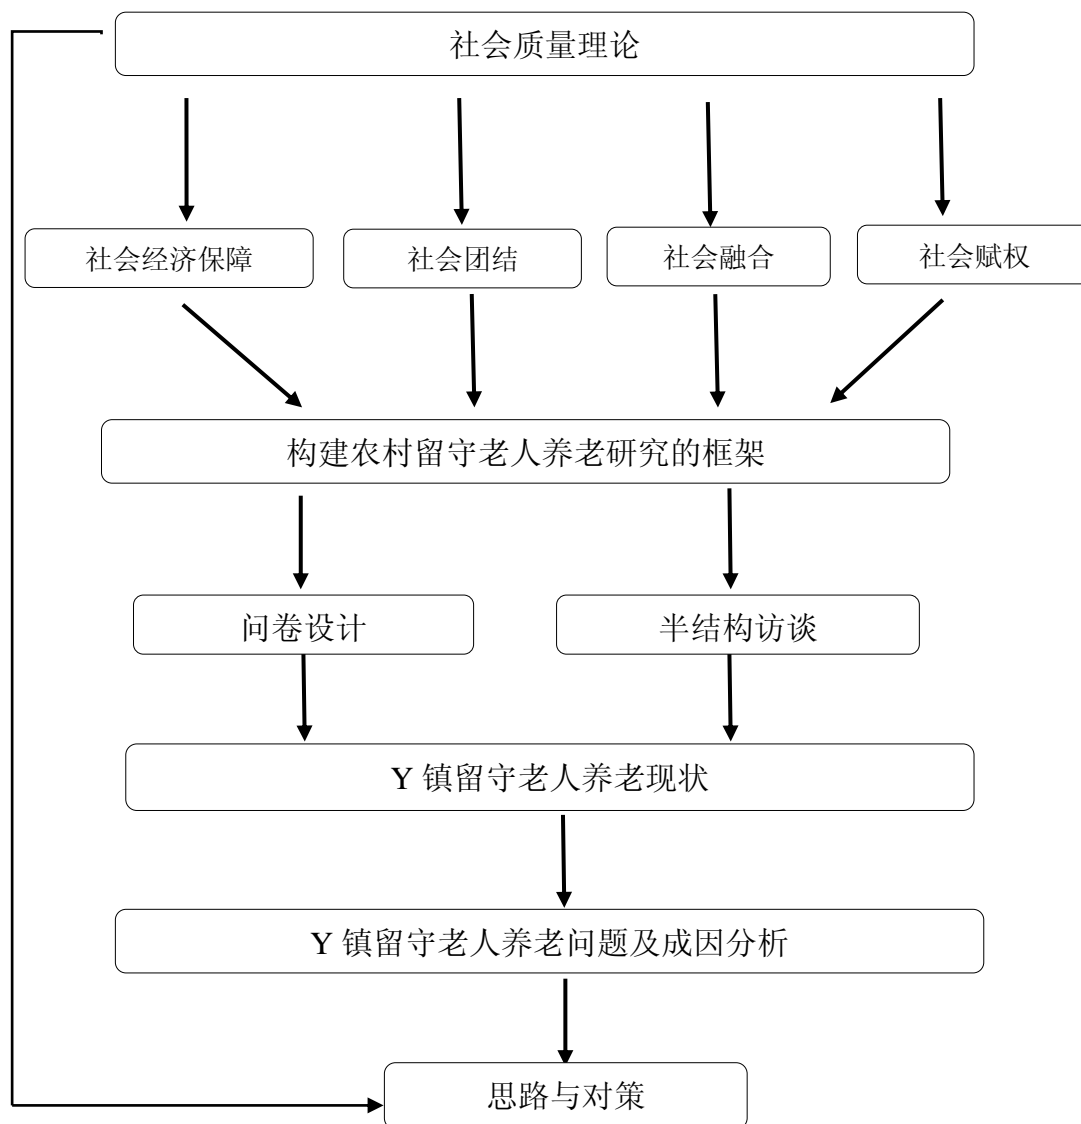 社会质量理论
社会经济保障
社会团结
社会融合
社会赋权
构建农村留守老人养老研究的框架
问卷设计
半结构访谈
Y 镇留守老人养老现状
Y 镇留守老人养老问题及成因分析
思路与对策